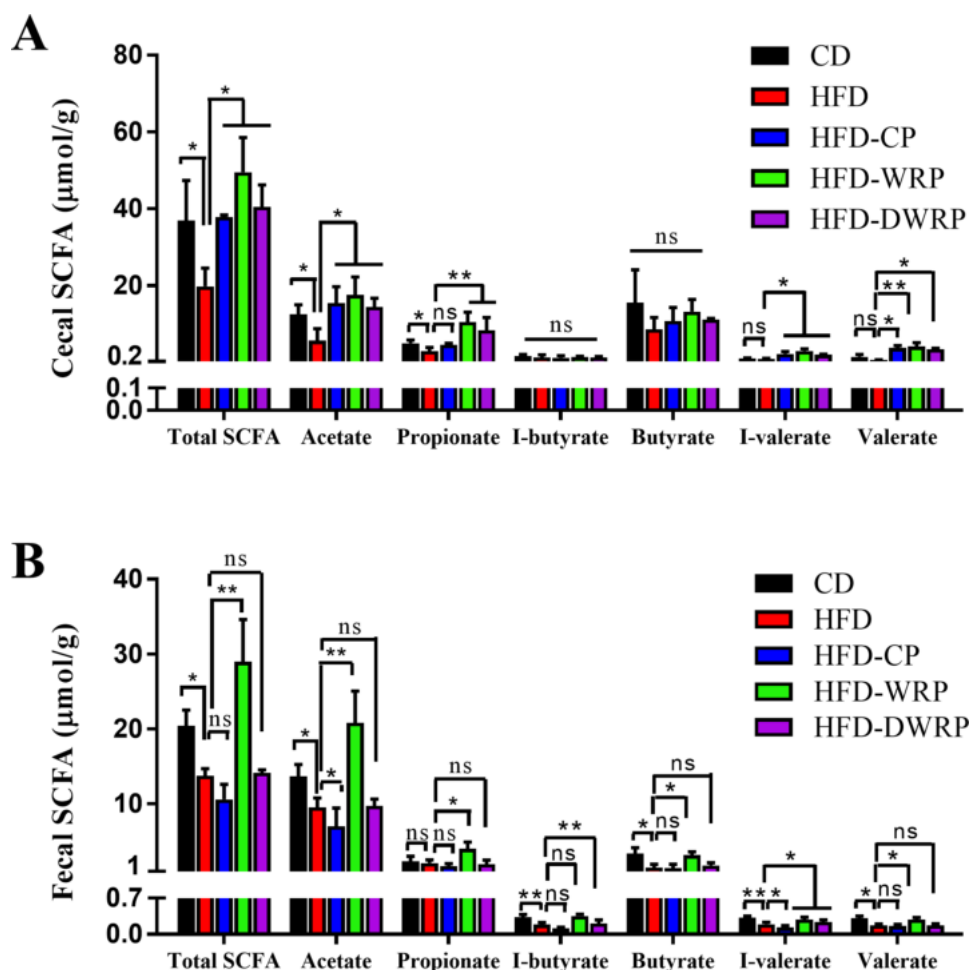 A
Cecal SCFA (μmol/g)
80
60
40
20
0.2
0.1
0.0
CD
HFD
HFD-CP
HFD-WRP
HFD-DWRP
* * * * * ns ** ns ns ns * ns * ** *
Total SCFA Acetate Propionate I-butyrate Butyrate I-valerate Valerate
B
Fecal SCFA (μmol/g)
40
30
20
10
1
0.7
0.0
CD
HFD
HFD-CP
HFD-WRP
HFD-DWRP
* ns ** ns * * ** ns ns ns * ns ** ns ns ** * ns * ns ** * * * ns * ns
Total SCFA Acetate Propionate I-butyrate Butyrate I-valerate Valerate